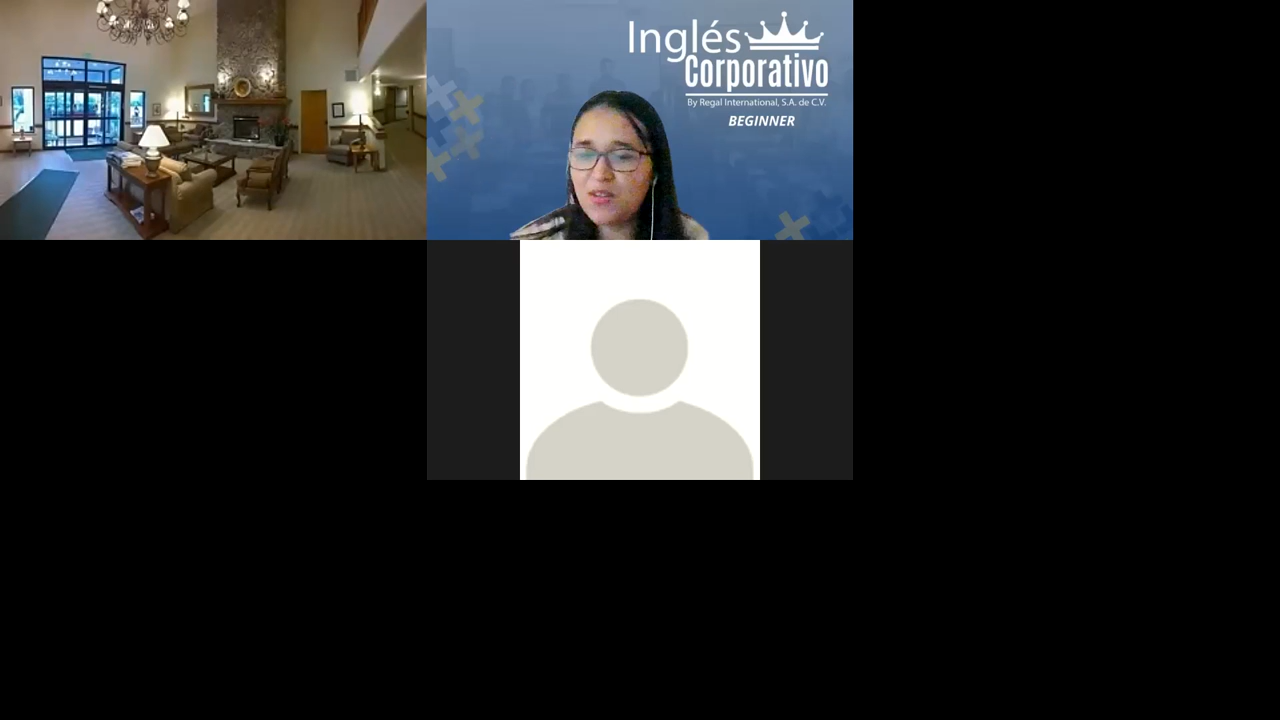 Inglés
Corporativo
By Regal International, S.A. de C.V.
BEGINNER